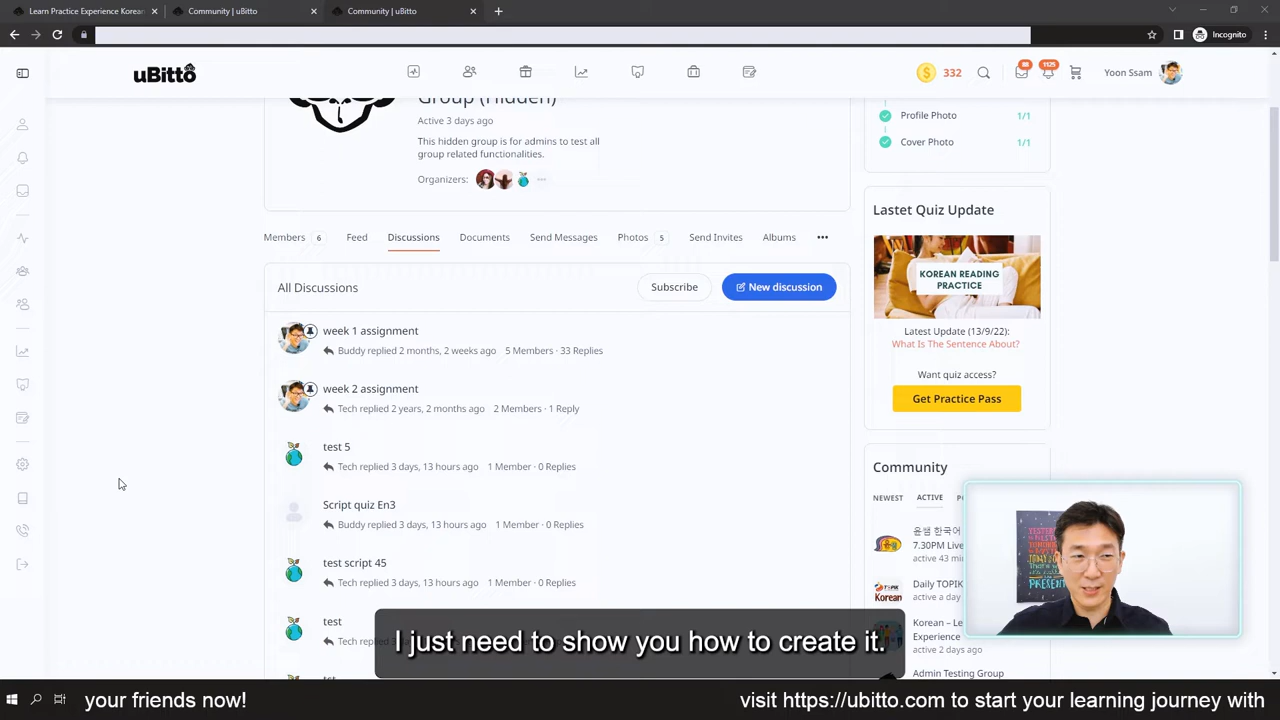 Learn Practice Experience Korean
Community | uBitto
Community | uBitto
Incognito
uBitto
332
88
1125
Yoon Ssam
Group (Hidden)
Active 3 days ago
This hidden group is for admins to test all
group related functionalities.
Organizers:
Profile Photo 1/1
Cover Photo 1/1
Members 6 Feed Discussions Documents Send Messages Photos 5 Send Invites Albums
All Discussions
Subscribe
New discussion
week 1 assignment
Buddy replied 2 months, 2 weeks ago 5 Members · 33 Replies
week 2 assignment
Tech replied 2 years, 2 months ago 2 Members · 1 Reply
test 5
Tech replied 3 days, 13 hours ago 1 Member · 0 Replies
Script quiz En3
Buddy replied 3 days, 13 hours ago 1 Member · 0 Replies
test script 45
Tech replied 3 days, 13 hours ago 1 Member · 0 Replies
test
Tech
Lastet Quiz Update
KOREAN READING
PRACTICE
Latest Update (13/9/22):
What Is The Sentence About?
Want quiz access?
Get Practice Pass
Community
NEWEST ACTIVE
윤쌤 한국어
7.30PM Live
active 43 min
Daily TOPIK
active a day
Korean – Le
Experience
Admin Testing Group
I just need to show you how to create it.
your friends now!
visit https://ubitto.com to start your learning journey with